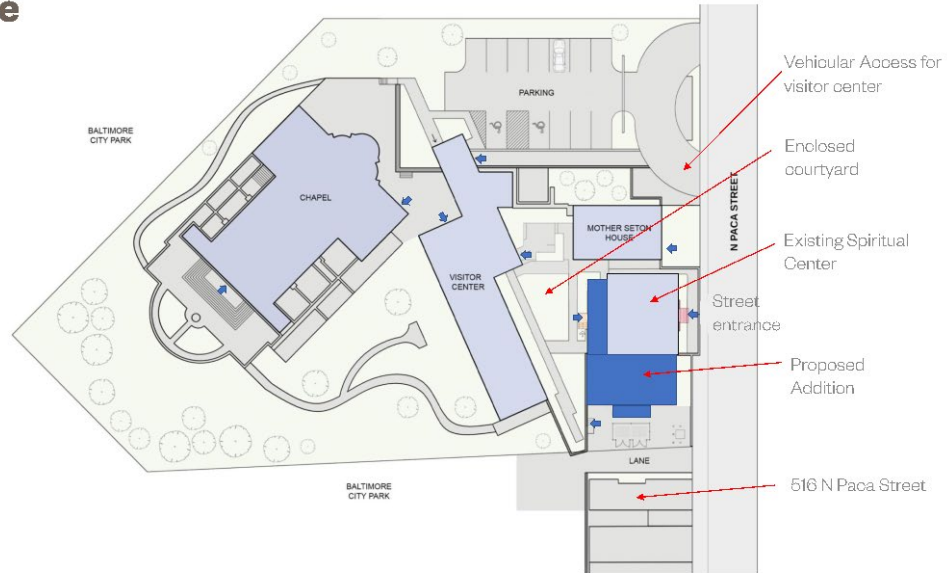 e
Vehicular Access for
visitor center
PARKING
Enclosed
courtyard
BALTIMORE
CITY PARK
CHAPEL
N PACA STREET
MOTHER SETON
HOUSE
Existing Spiritual
Center
VISITOR
CENTER
Street
entrance
Proposed
Addition
LANE
BALTIMORE
CITY PARK
516 N Paca Street